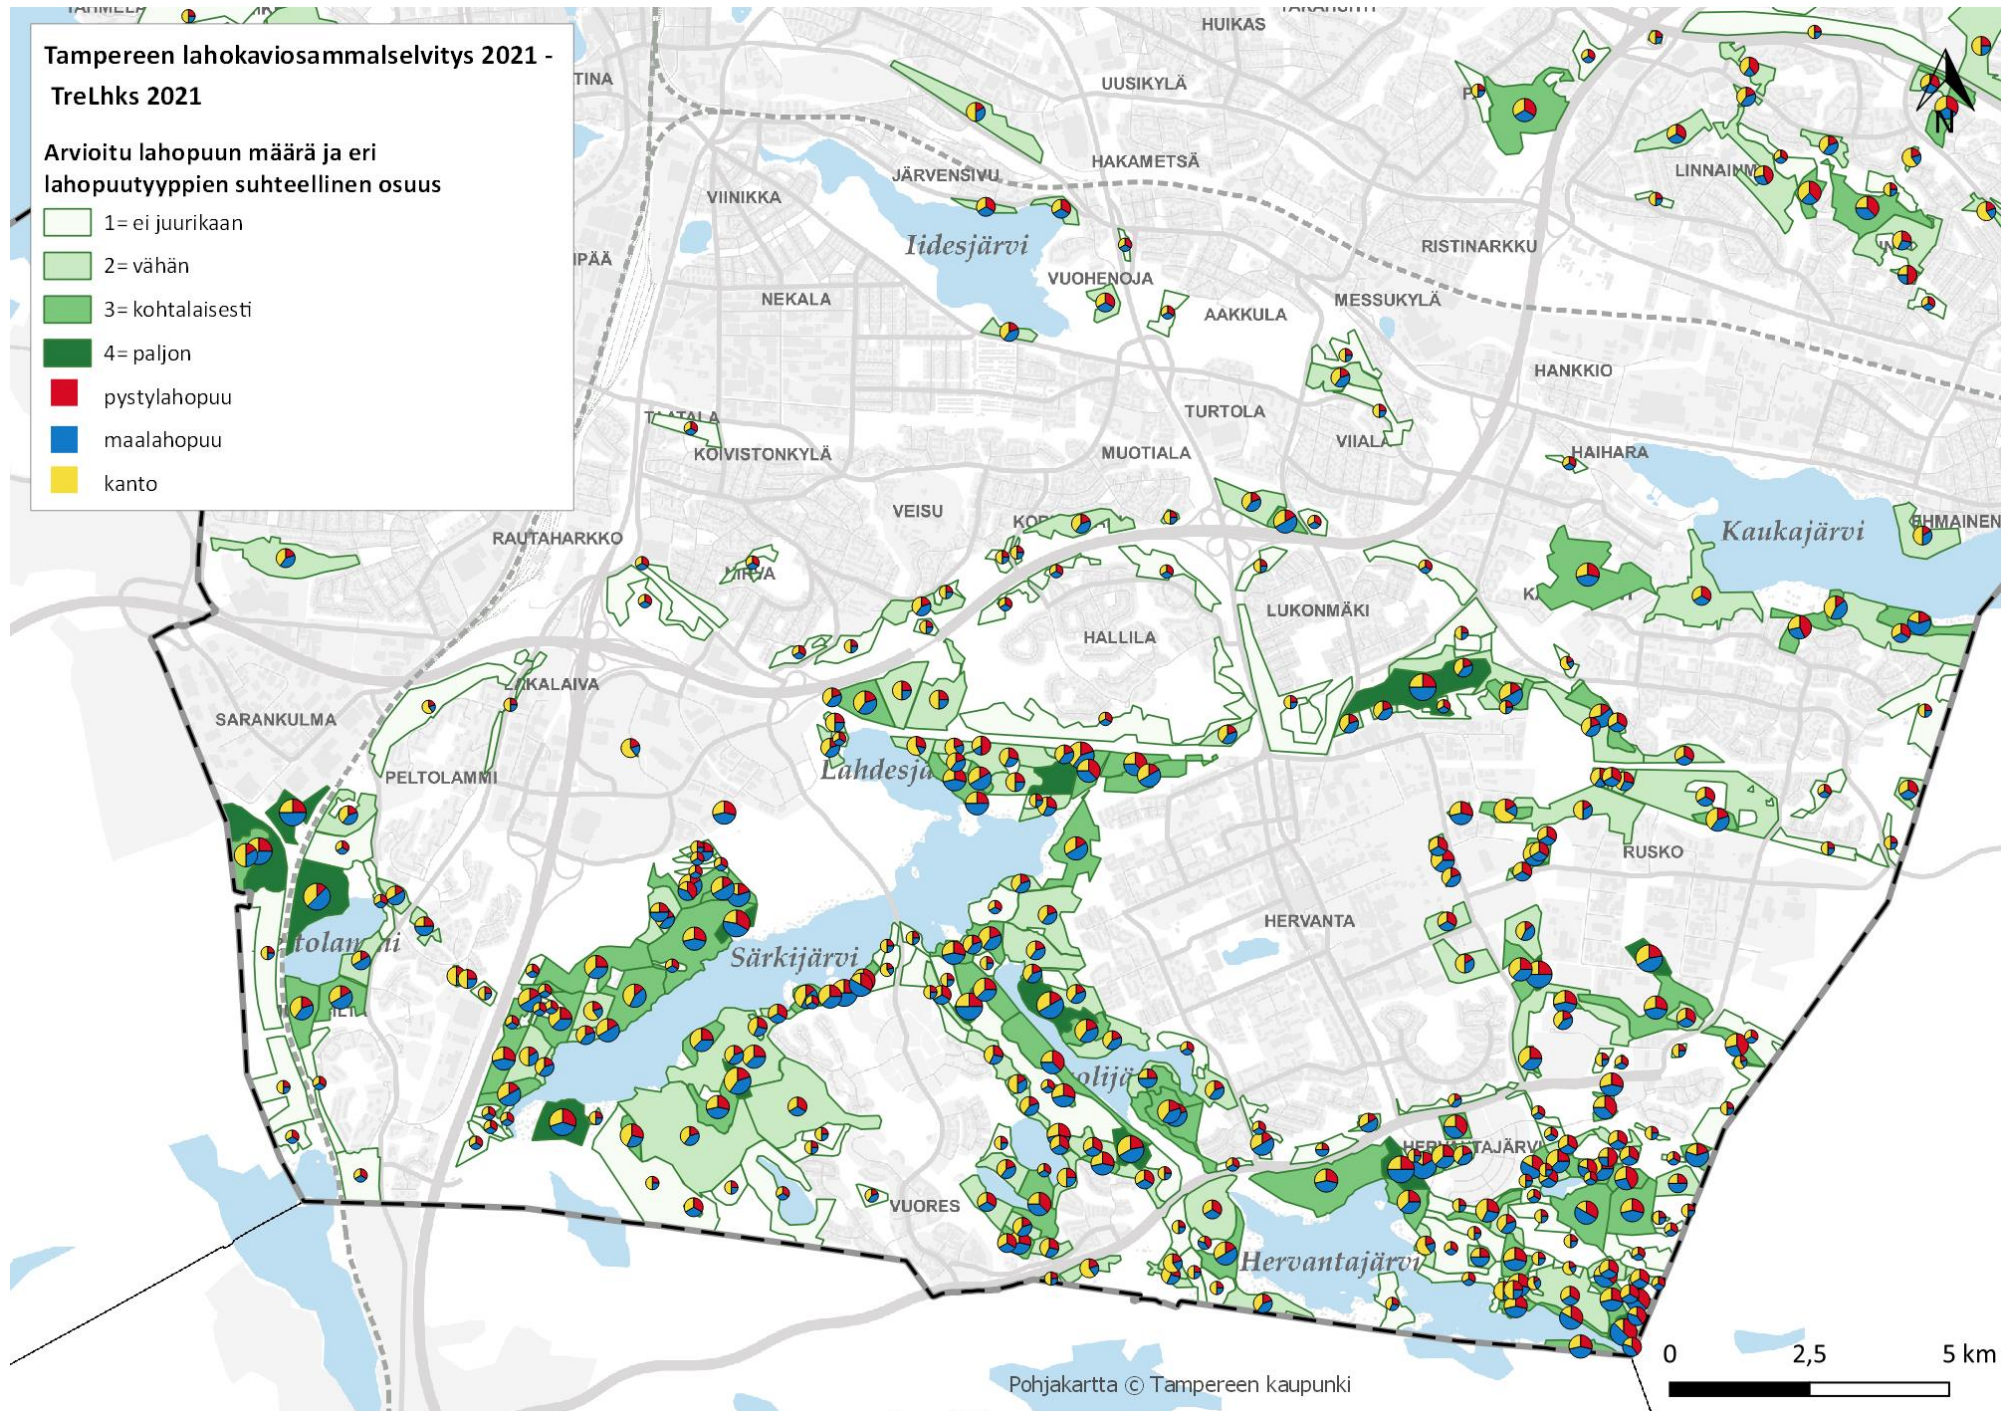 HUIKAS
Tampereen lahokaviosammalselvitys 2021 -
TreLhks 2021
Arvioitu lahopuun määrä ja eri
lahopuutyyppien suhteellinen osuus
1= ei juurikaan
2= vähän
3= kohtalaisesti
4= paljon
pystylahopuu
maalahopuu
kanto
TINA
UUSIKYLÄ
N
HAKAMETSÄ
JÄRVENSIVU
VIINIKKA
Iidesjärvi
RISTINARKKU
IPÄÄ
VUOHENOJA
NEKALA
MESSUKYLÄ
AAKKULA
HANKKIO
TURTOLA
KOIVISTONKYLÄ
MUOTIALA
VIIALA
HAIHARA
VEISU
Kaukajärvi
EHMAINEN
RAUTAHARKKO
LUKONMÄKI
HALLILA
SARANKULMA
PELTOLAMMI
RUSKO
HERVANTA
Särkijärvi
VUORES
Hervantajärvi
0 2,5 5 km
Pohjakartta © Tampereen kaupunki